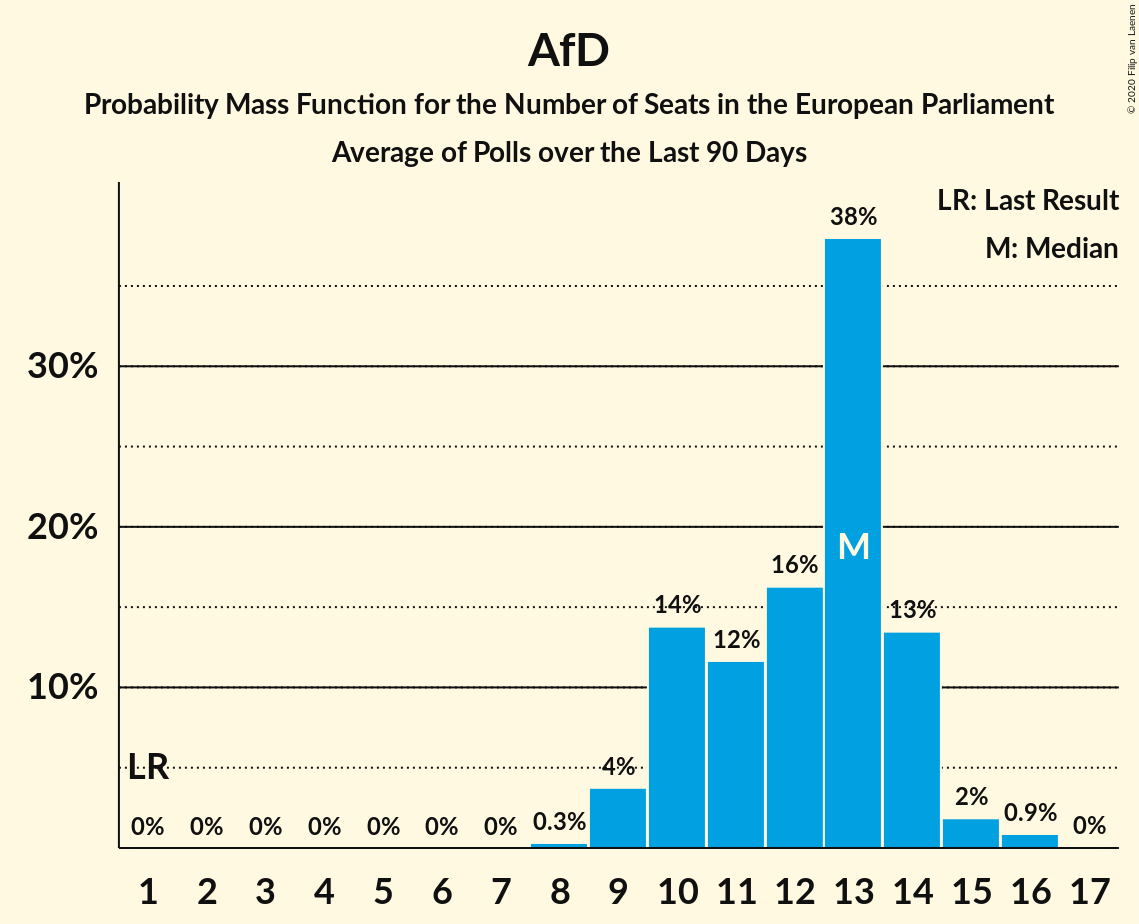 AfD
Probability Mass Function for the Number of Seats in the European Parliament
Average of Polls over the Last 90 Days
© 2020 Filip van Laenen
LR: Last Result
M: Median
30%
20%
10%
LR
0% 0% 0% 0% 0% 0% 0% 0.3% 4% 14% 12% 16% 38% 13% 2% 0.9% 0%
M
1 2 3 4 5 6 7 8 9 10 11 12 13 14 15 16 17